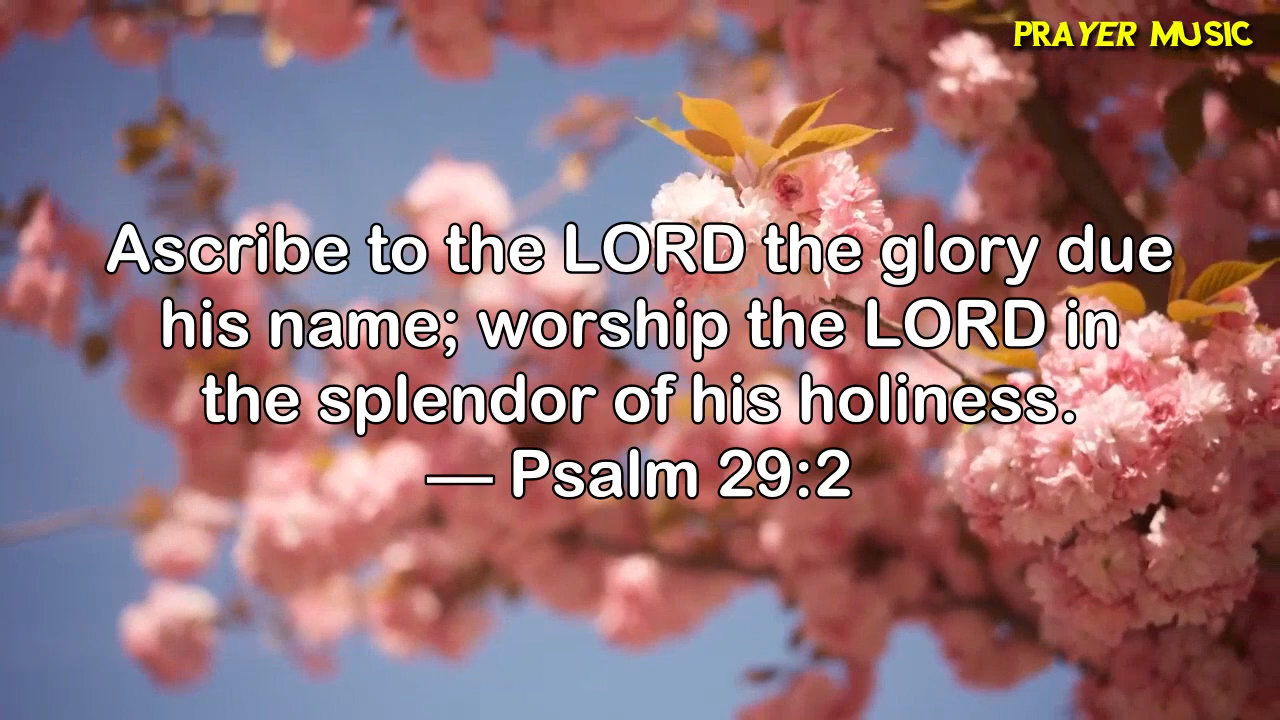 PRAYER MUSIC
Ascribe to the LORD the glory due
his name; worship the LORD in
the splendor of his holiness.
— Psalm 29:2